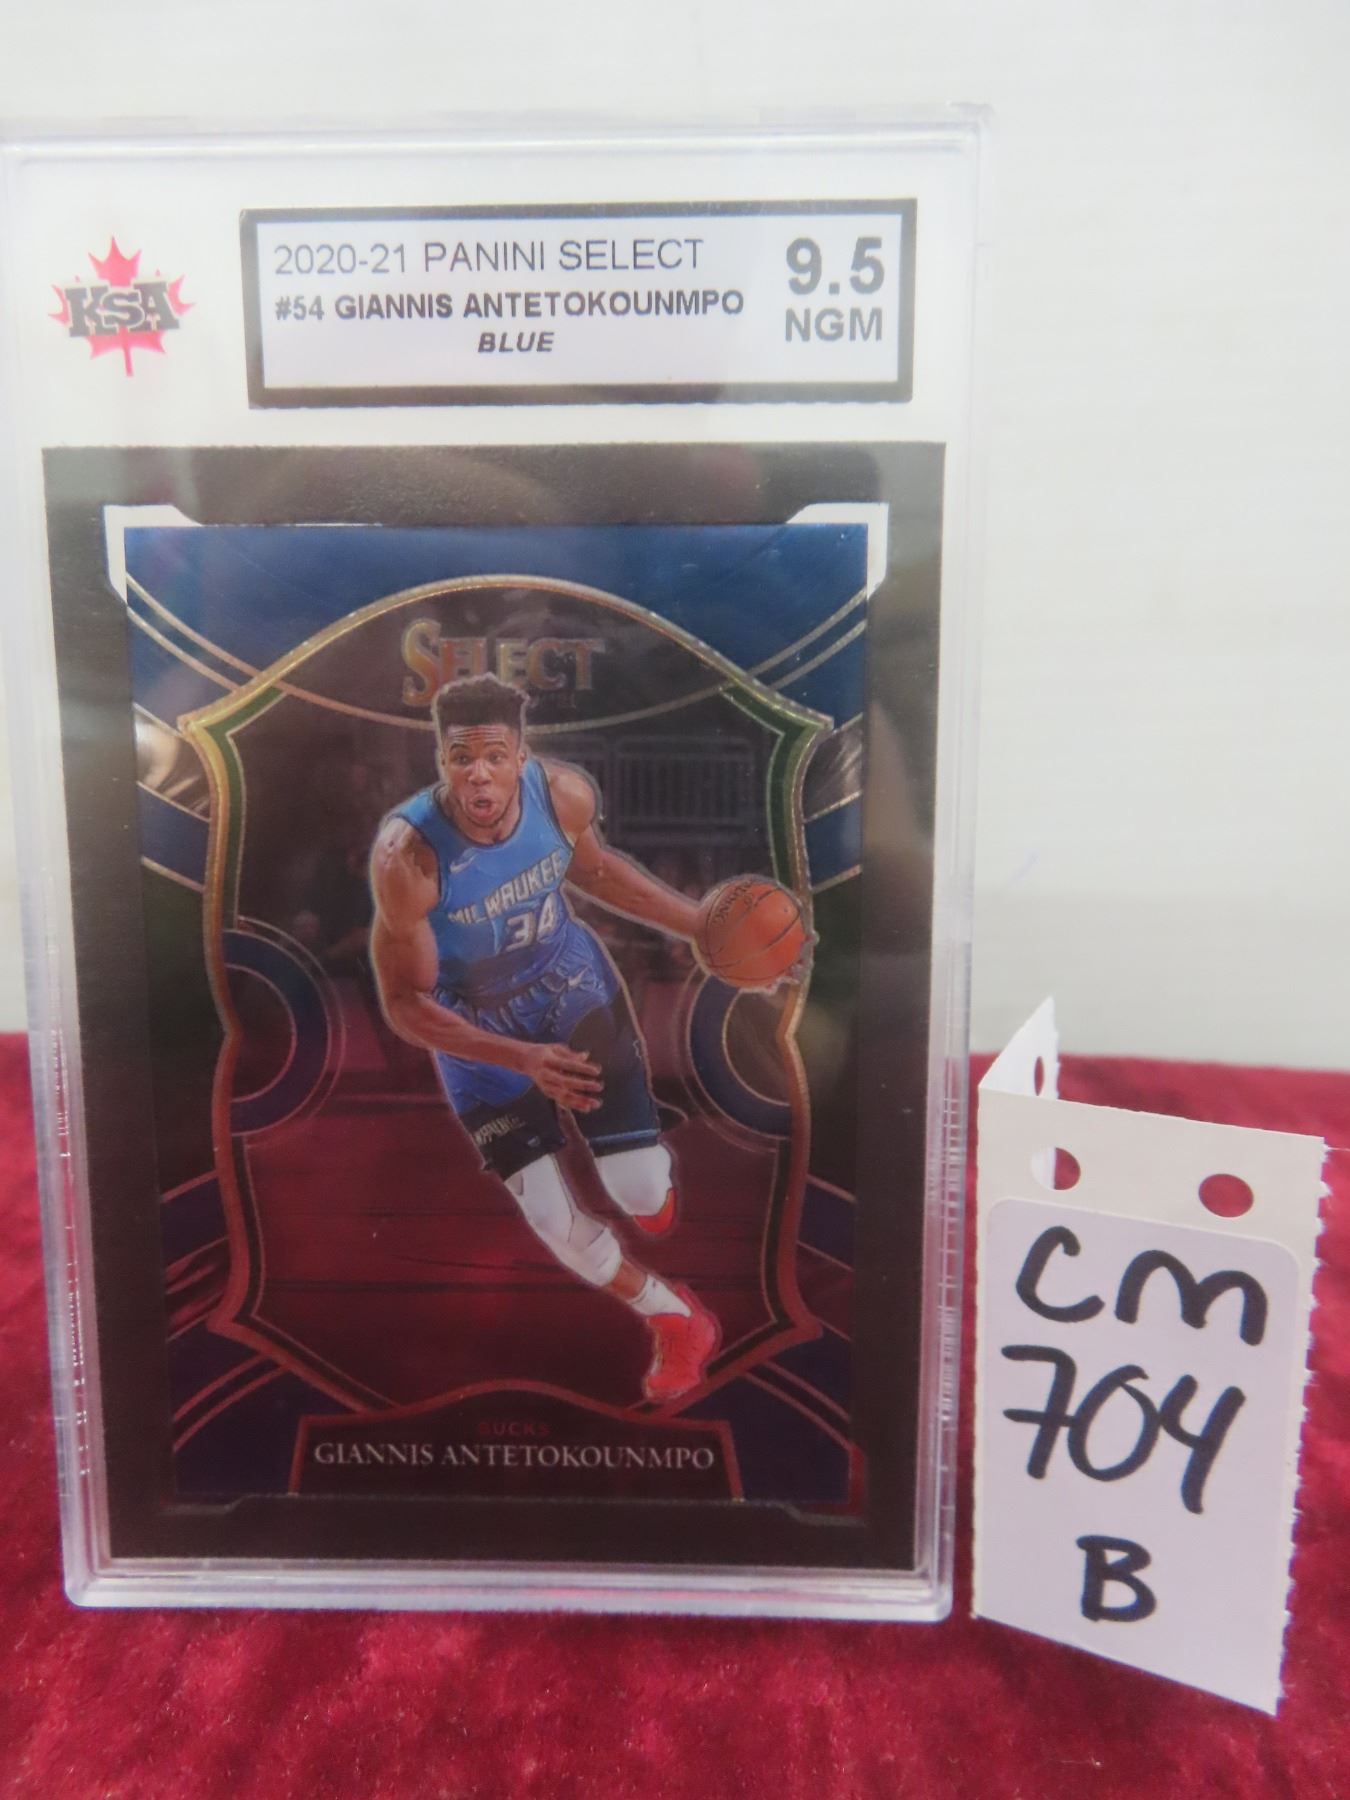 KSA
2020-21 PANINI SELECT
#54 GIANNIS ANTETOKOUNMPO
BLUE
9.5
NGM
SELECT
MILWAUKEE
34
BUCKS
GIANNIS ANTETOKOUNMPO
CM
704
B